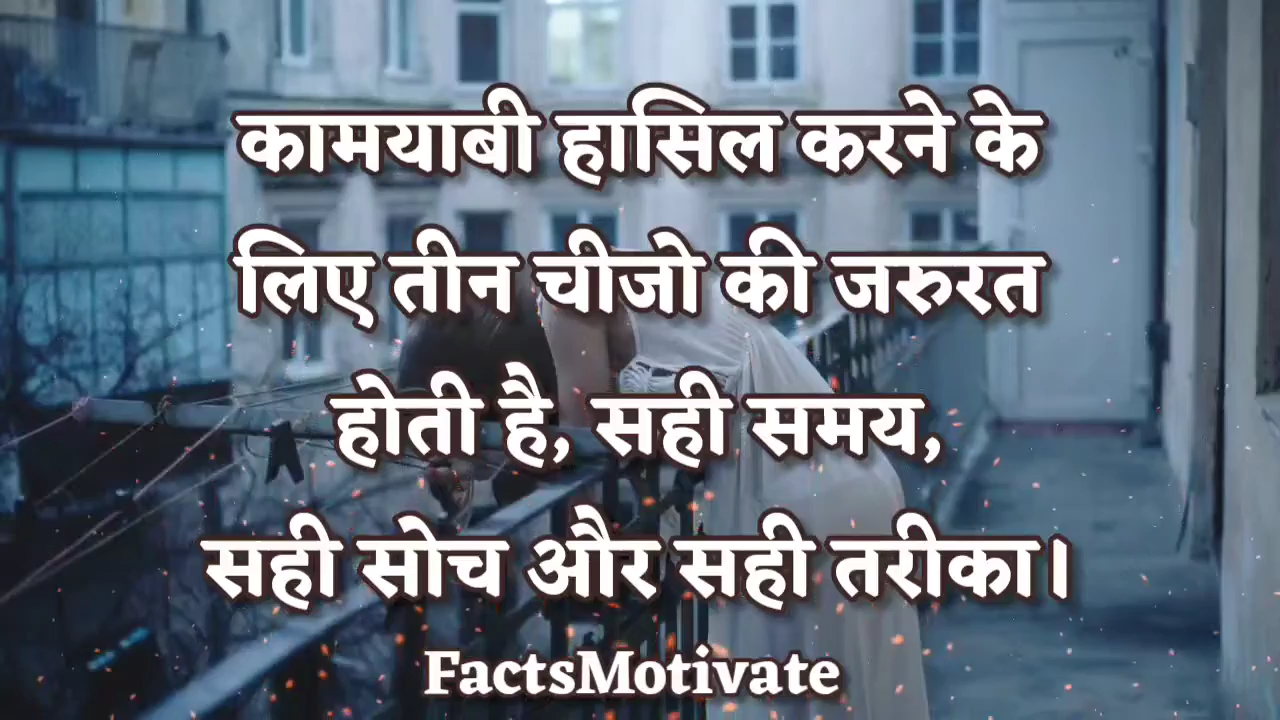 कामयाबी हासिल करने के
लिए तीन चीजो की जरुरत
होती है, सही समय,
सही सोच और सही तरीका।
FactsMotivate